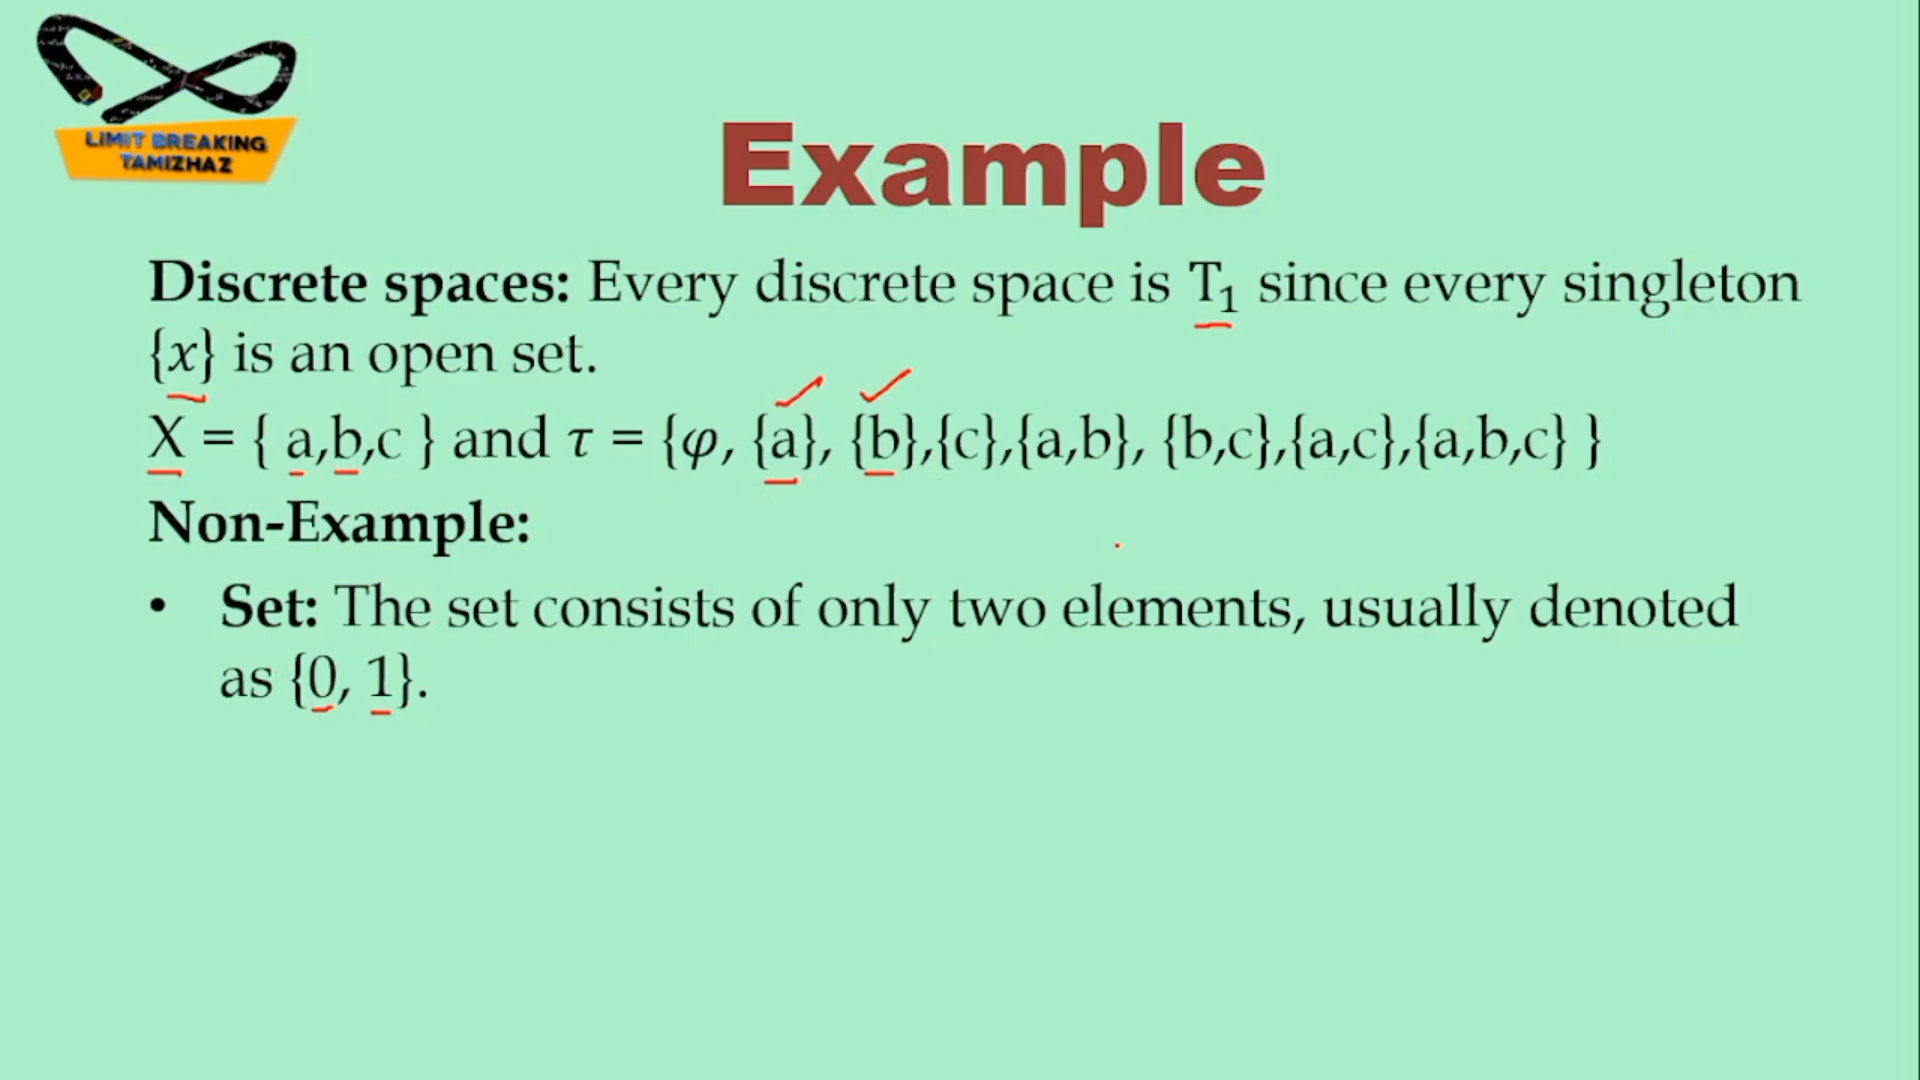 LIMIT BREAKING
TAMIZHAZ
Example
Discrete spaces: Every discrete space is T₁ since every singleton
{x} is an open set.
X = { a,b,c } and τ = {φ, {a}, {b},{c},{a,b}, {b,c},{a,c},{a,b,c} }
Non-Example:
• Set: The set consists of only two elements, usually denoted
as {0, 1}.